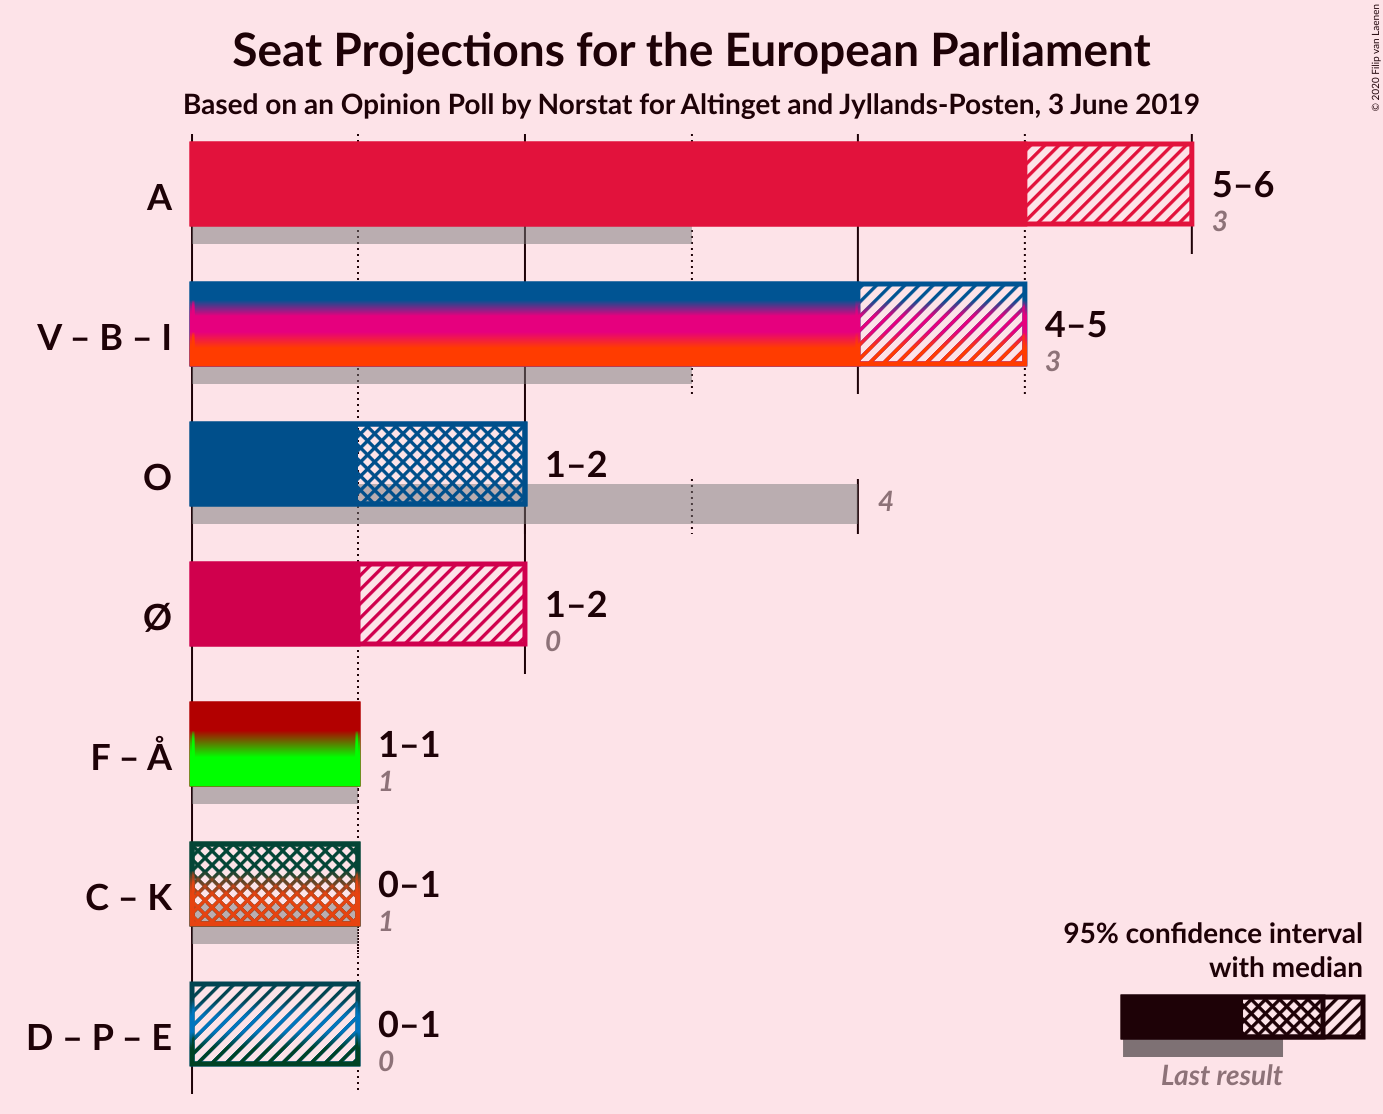 Seat Projections for the European Parliament
Based on an Opinion Poll by Norstat for Altinget and Jyllands-Posten, 3 June 2019
© 2020 Filip van Laenen
A
5–6
3
V – B – I
4–5
3
O
1–2
4
Ø
1–2
0
F – Å
1–1
1
C – K
0–1
1
D – P – E
0–1
0
95% confidence interval
with median
Last result